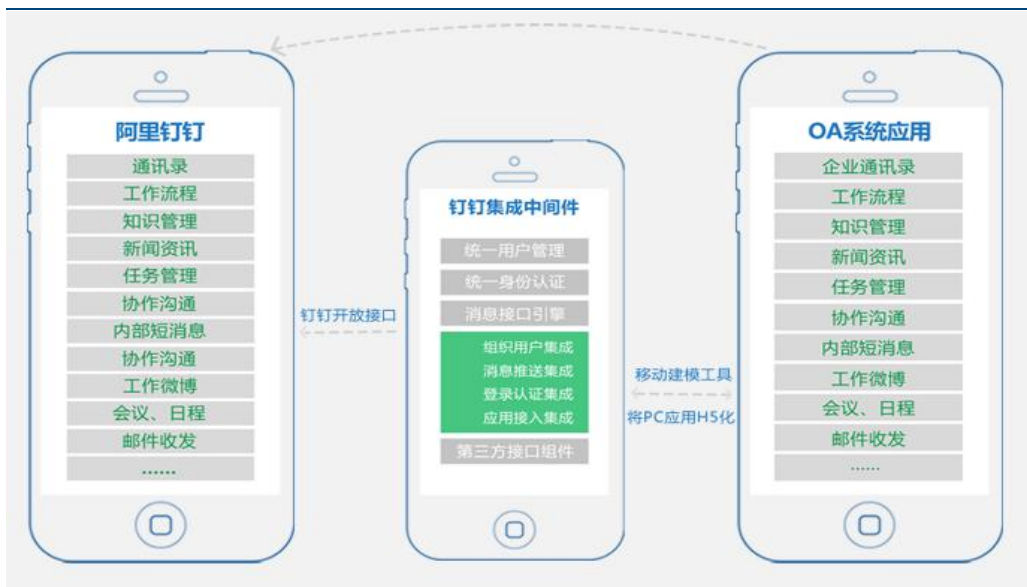 阿里钉钉
通讯录
工作流程
知识管理
新闻资讯
任务管理
协作沟通
内部短消息
协作沟通
工作微博
会议、日程
邮件收发
......
钉钉开放接口
钉钉集成中间件
统一用户管理
统一身份认证
消息接口引擎
组织用户集成
消息推送集成
登录认证集成
应用接入集成
第三方接口组件
移动建模工具
将PC应用H5化
OA系统应用
企业通讯录
工作流程
知识管理
新闻资讯
任务管理
协作沟通
内部短消息
工作微博
会议、日程
邮件收发
......